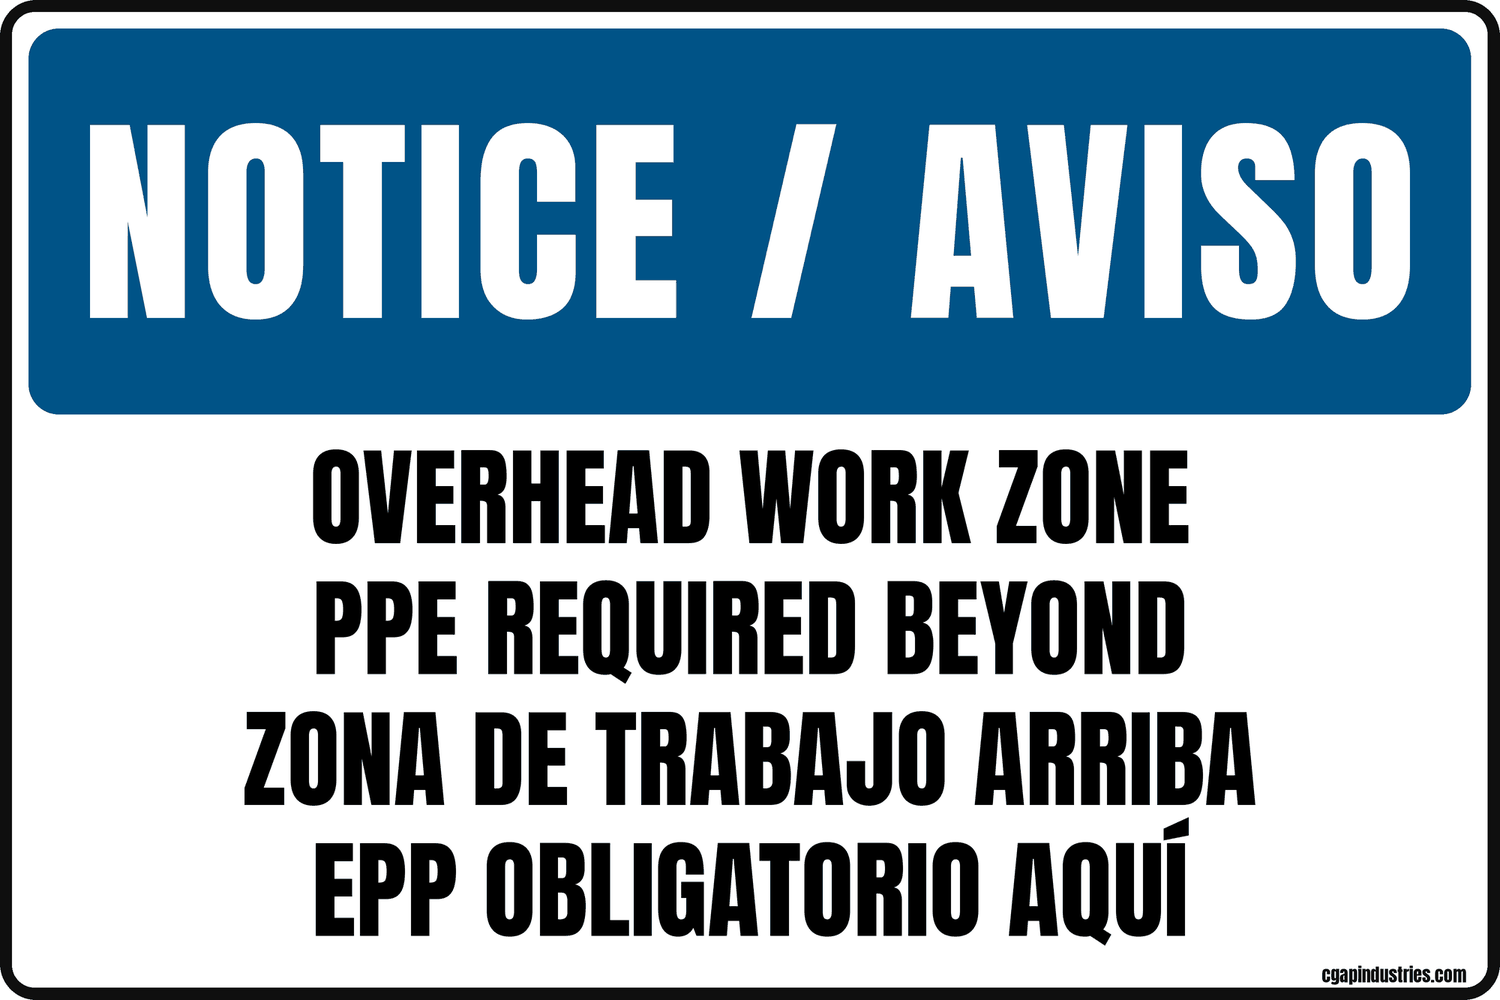 NOTICE / AVISO
OVERHEAD WORK ZONE
PPE REQUIRED BEYOND
ZONA DE TRABAJO ARRIBA
EPP OBLIGATORIO AQUÍ
cgapindustries.com